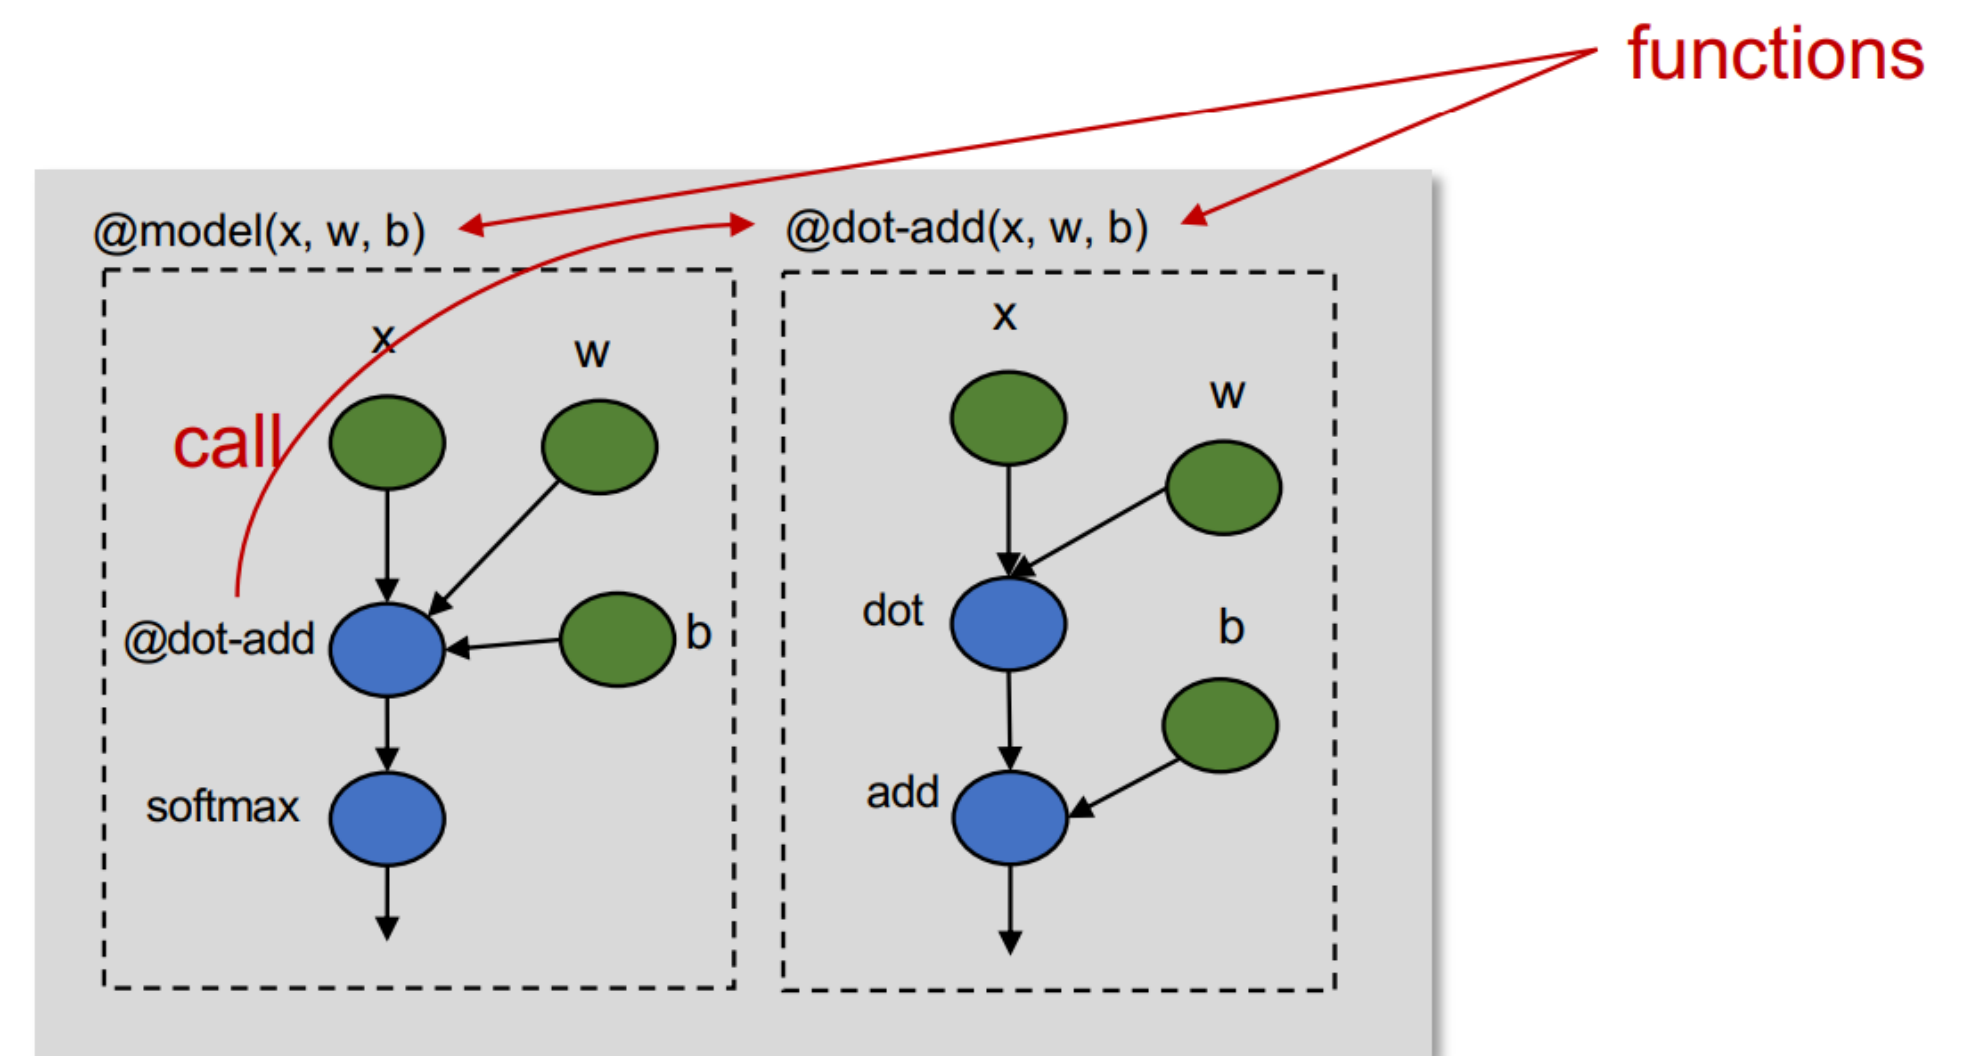 functions
@model(x, w, b)
@dot-add(x, w, b)
x
w
call
@dot-add
b
softmax
x
w
dot
b
add